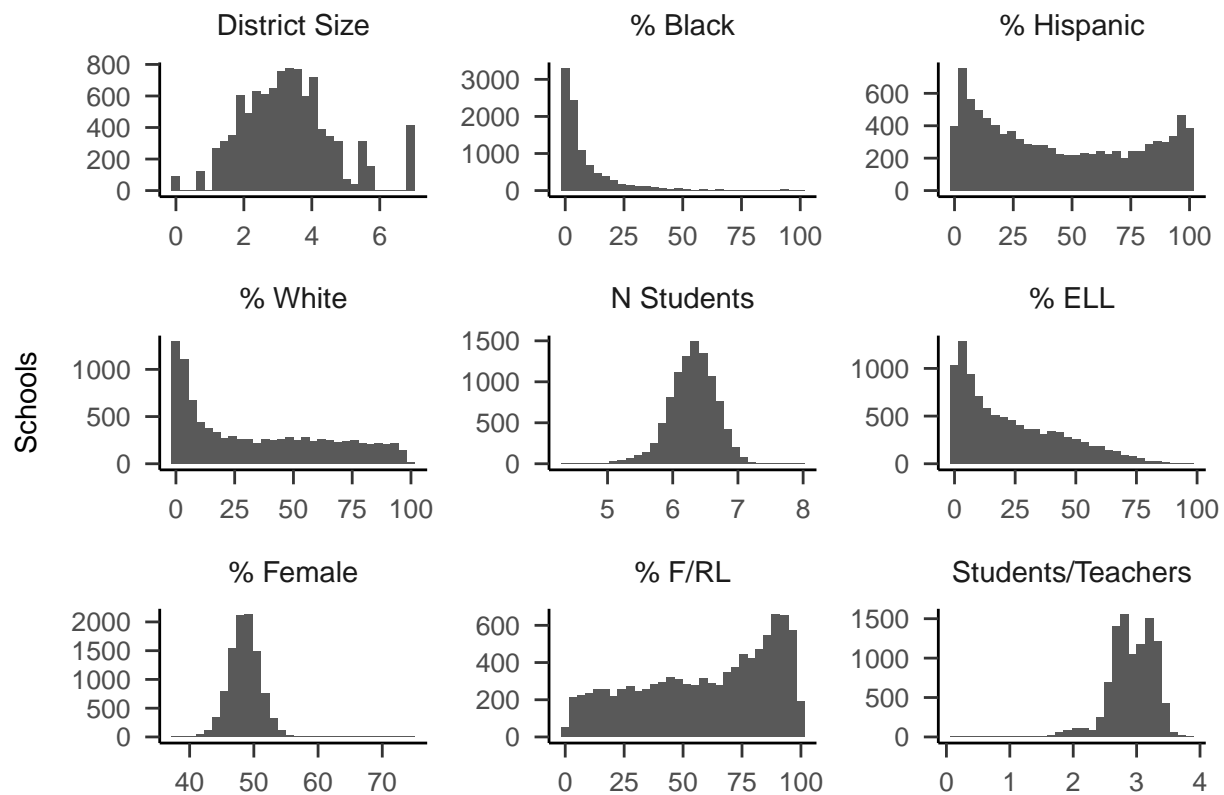 District Size
800
600
400
200
0
0 2 4 6
% Black
3000
2000
1000
0
0 25 50 75 100
% Hispanic
600
400
200
0
0 25 50 75 100
Schools
% White
1000
500
0
0 25 50 75 100
N Students
1500
1000
500
0
5 6 7 8
% ELL
1000
500
0
0 25 50 75 100
% Female
2000
1500
1000
500
0
40 50 60 70
% F/RL
600
400
200
0
0 25 50 75 100
Students/Teachers
1500
1000
500
0
0 1 2 3 4